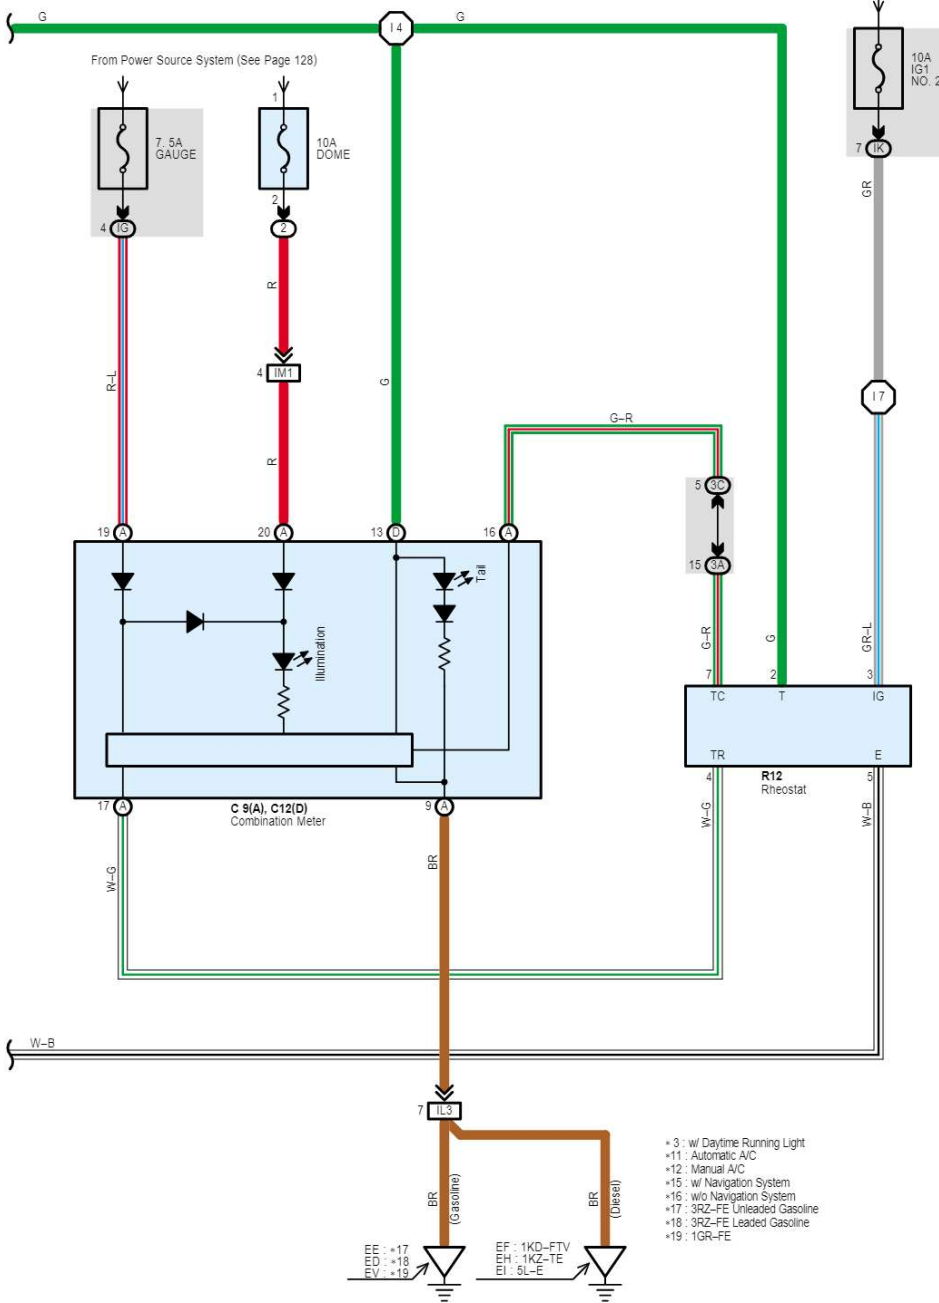 G
I 4
G
From Power Source System (See Page 128)
1
7. 5A
GAUGE
10A
DOME
10A
IG1
NO. 2
2
4 IG
2
7 IK
GR
R
R–L
4 IM1
G
I 7
R
G–R
5 3C
19 A
20 A
13 D
16 A
15 3A
Tail
Illumination
G–R
G
GR–L
7
2
3
TC
T
IG
TR
E
4
R12
Rheostat
5
17 A
C 9(A), C12(D)
Combination Meter
9 A
W–G
W–B
W–G
BR
W–B
7 IL3
BR
(Gasoline)
BR
(Diesel)
* 3 : w/ Daytime Running Light
*11 : Automatic A/C
*12 : Manual A/C
*15 : w/ Navigation System
*16 : w/o Navigation System
*17 : 3RZ–FE Unleaded Gasoline
*18 : 3RZ–FE Leaded Gasoline
*19 : 1GR–FE
EE : *17
ED : *18
EV : *19
EF : 1KD–FTV
EH : 1KZ–TE
EI : 5L–E